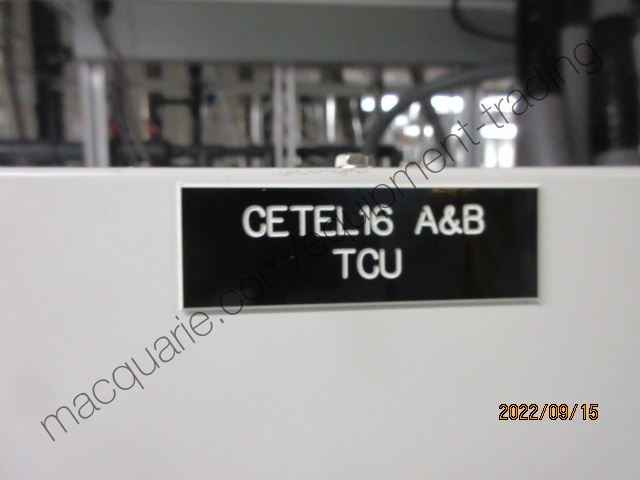 CETEL16 A&B
TCU
macquarie.com/equipment-trading
2022/09/15